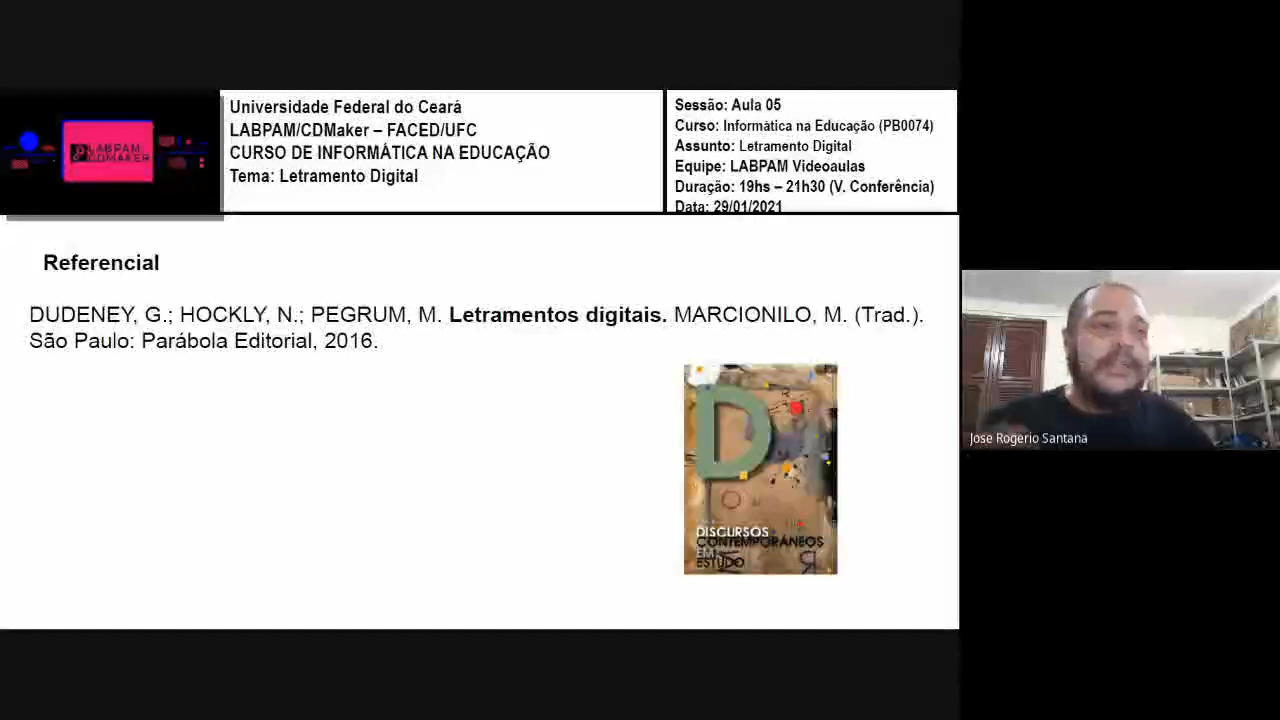 LABPAM
CDMAKER
Universidade Federal do Ceará
LABPAM/CDMaker – FACED/UFC
CURSO DE INFORMÁTICA NA EDUCAÇÃO
Tema: Letramento Digital
Sessão: Aula 05
Curso: Informática na Educação (PB0074)
Assunto: Letramento Digital
Equipe: LABPAM Videoaulas
Duração: 19hs – 21h30 (V. Conferência)
Data: 29/01/2021
Referencial
DUDENEY, G.; HOCKLY, N.; PEGRUM, M. Letramentos digitais. MARCIONILO, M. (Trad.).
São Paulo: Parábola Editorial, 2016.
D
DISCURSOS
CONTEMPORÂNEOS
EM
ESTUDO
Jose Rogerio Santana